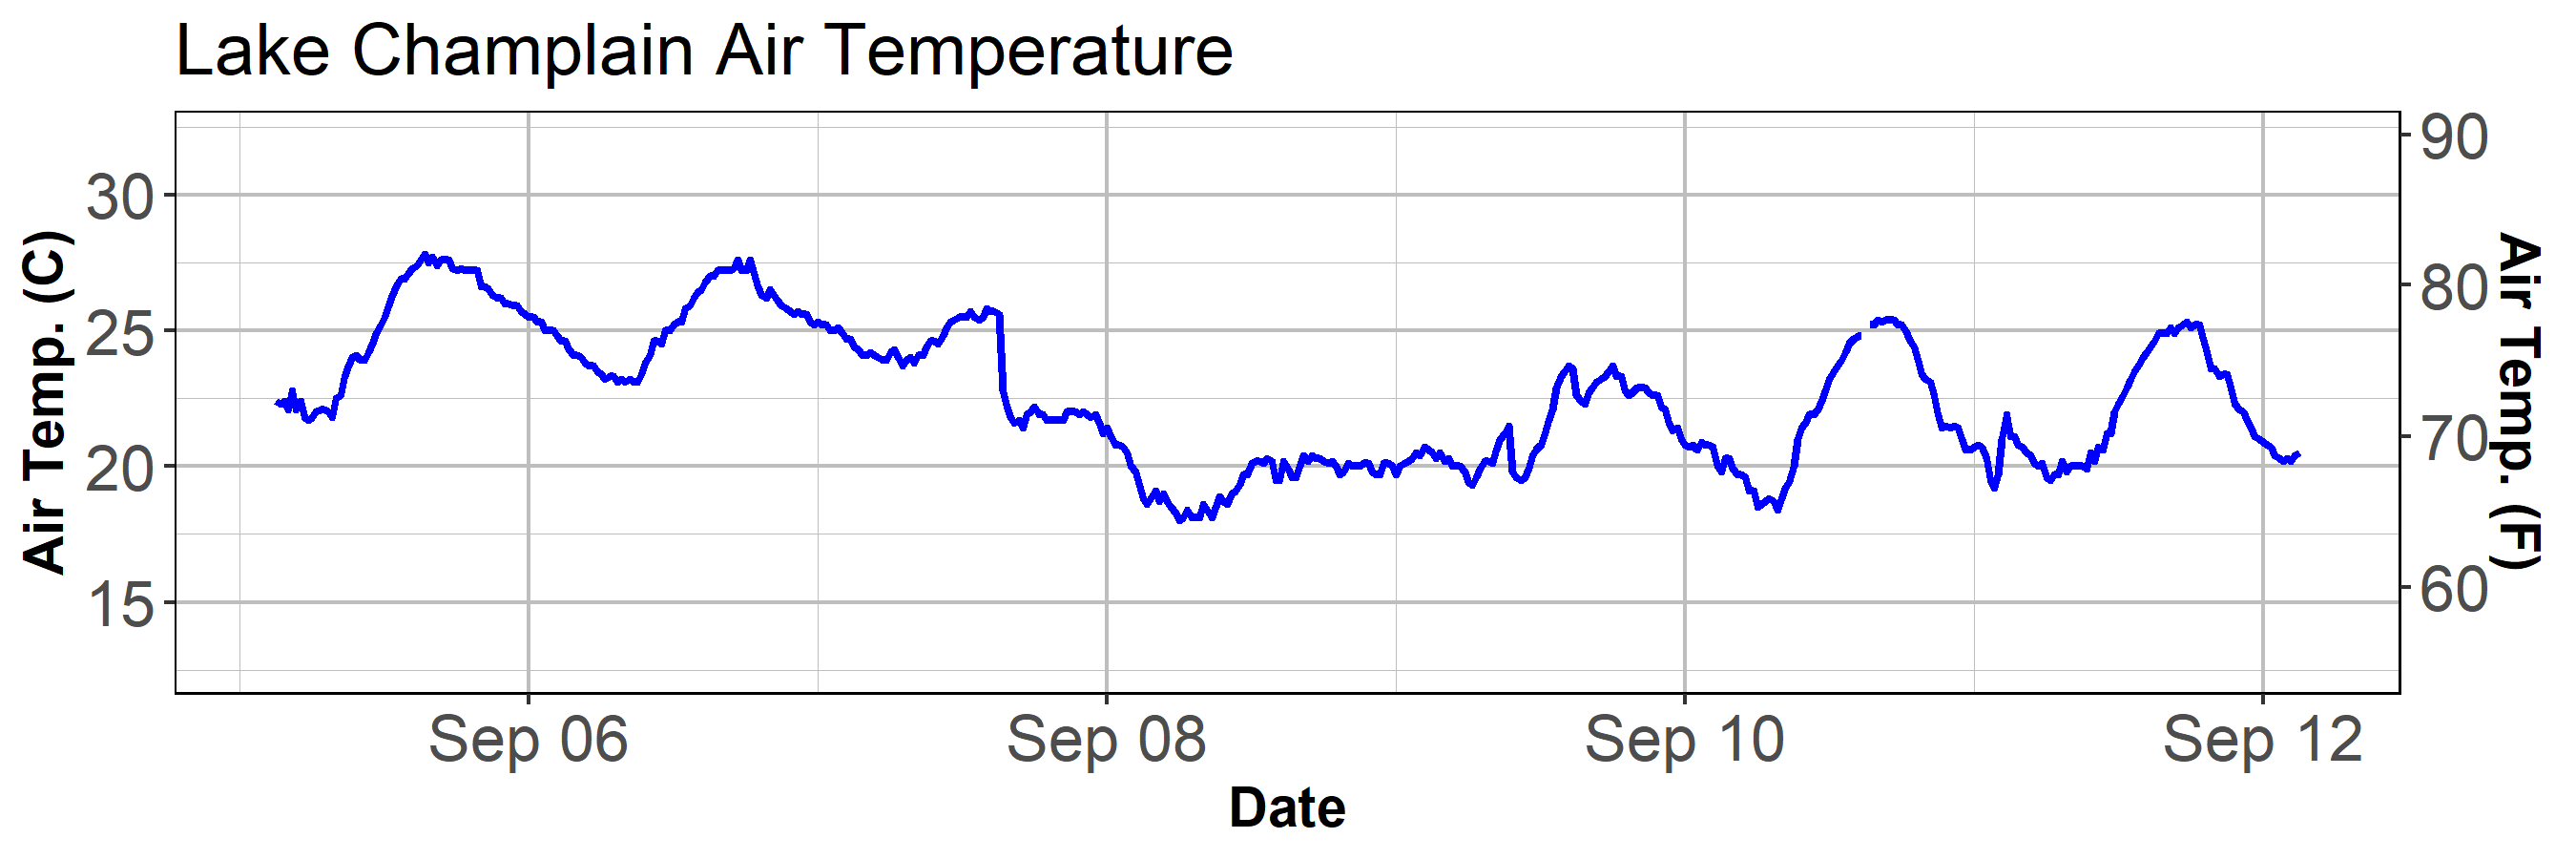 Lake Champlain Air Temperature
Air Temp. (C)
30
25
20
15
90
80
70
60
Air Temp. (F)
Sep 06
Sep 08
Sep 10
Sep 12
Date